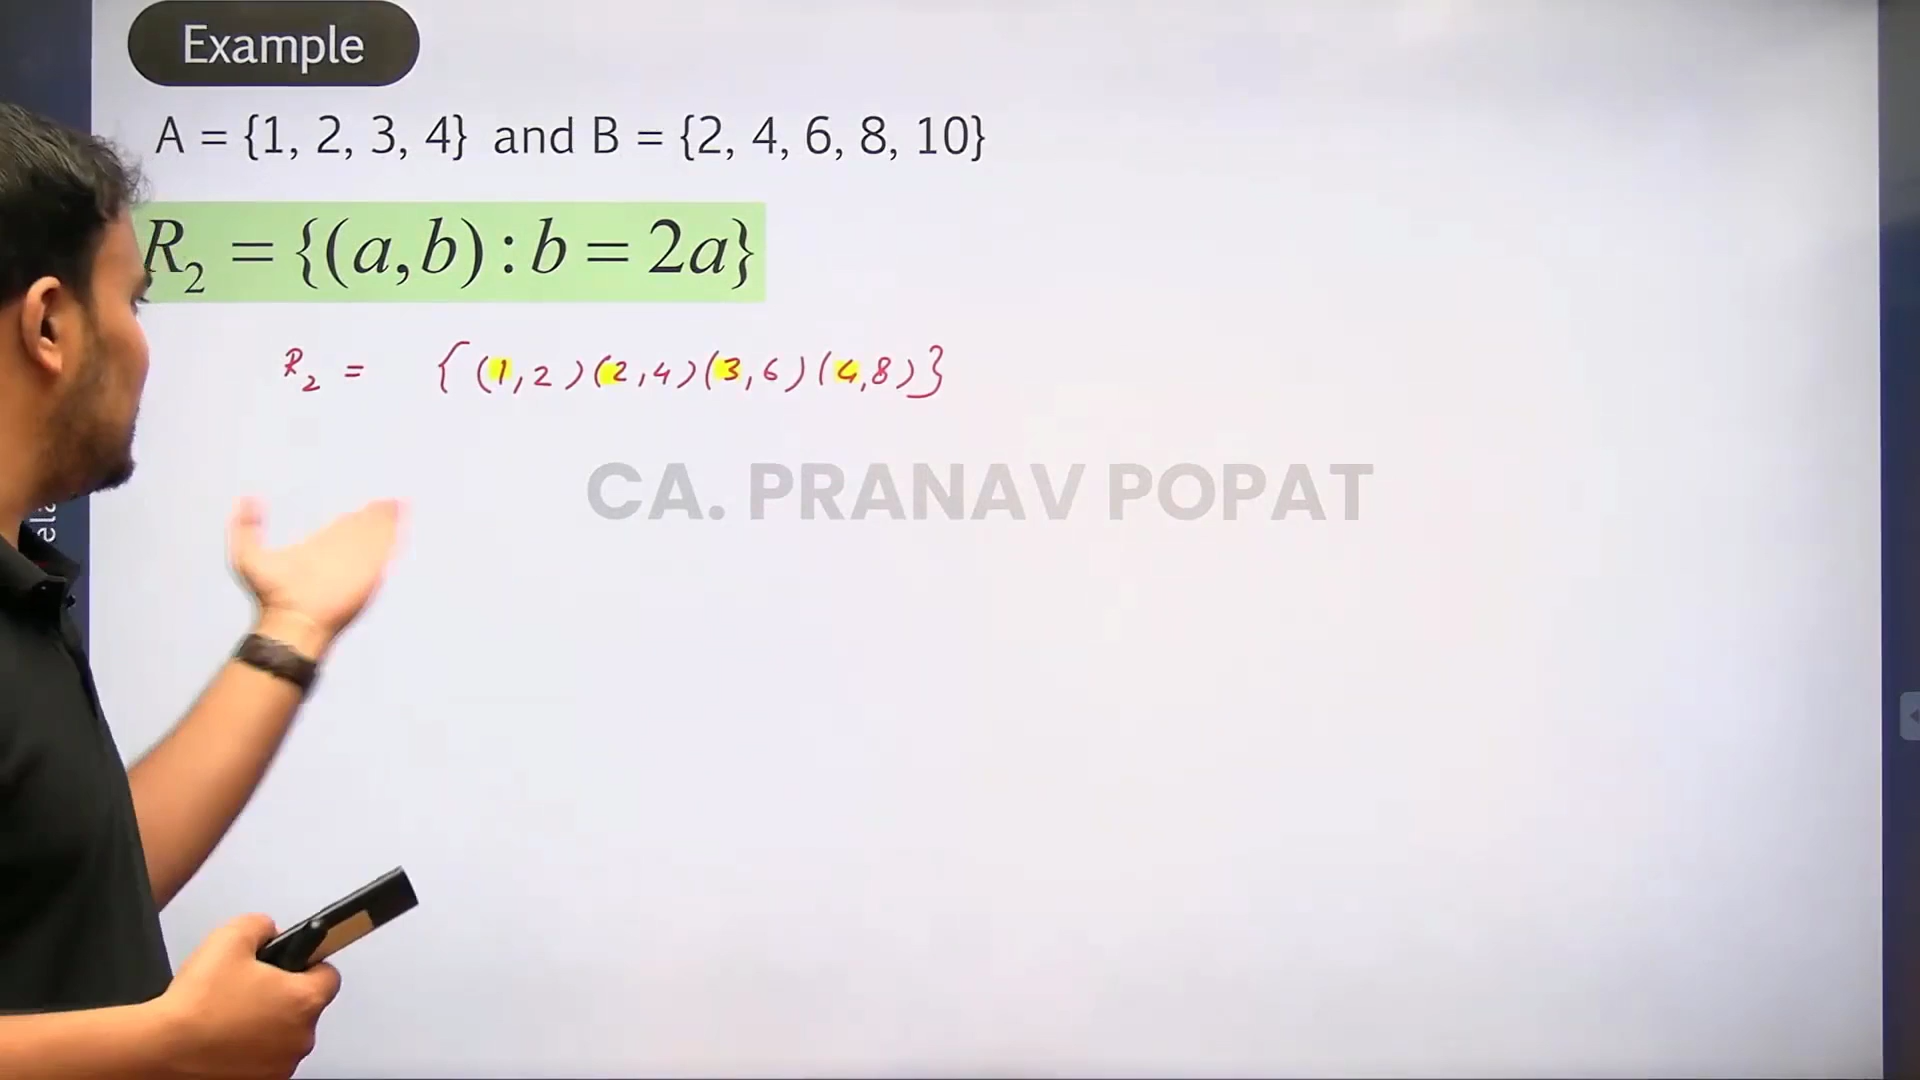 Example
A = {1, 2, 3, 4} and B = {2, 4, 6, 8, 10}
R₂ = {(a,b) : b = 2a}
R₂ = {(1,2)(2,4)(3,6)(4,8)}
CA. PRANAV POPAT